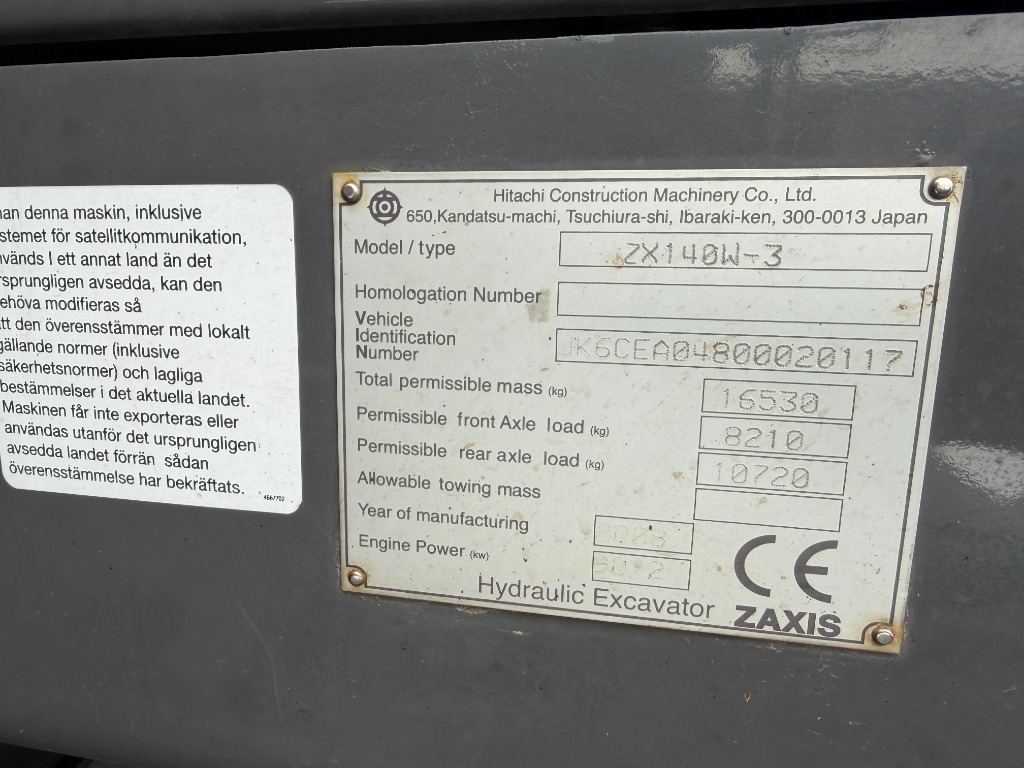 nan denna maskin, inklusive
stemet för satellitkommunikation,
nvänds I ett annat land än det
rsprungligen avsedda, kan den
ehöva modifieras så
tt den överensstämmer med lokalt
gällande normer (inklusive
säkerhetsnormer) och lagliga
bestämmelser i det aktuella landet.
Maskinen får inte exporteras eller
användas utanför det ursprungligen
avsedda landet förrän sådan
överensstämmelse har bekräftats.
Hitachi Construction Machinery Co., Ltd.
650,Kandatsu-machi, Tsuchiura-shi, Ibaraki-ken, 300-0013 Japan
Model / type ZX140W-3
Homologation Number
Vehicle
Identification
Number JK6CEA04800020117
Total permissible mass (kg) 16530
Permissible front Axle load (kg) 8210
Permissible rear axle load (kg) 10720
Allowable towing mass
Year of manufacturing 2008
Engine Power (kw) 90.2
CE
Hydraulic Excavator ZAXIS